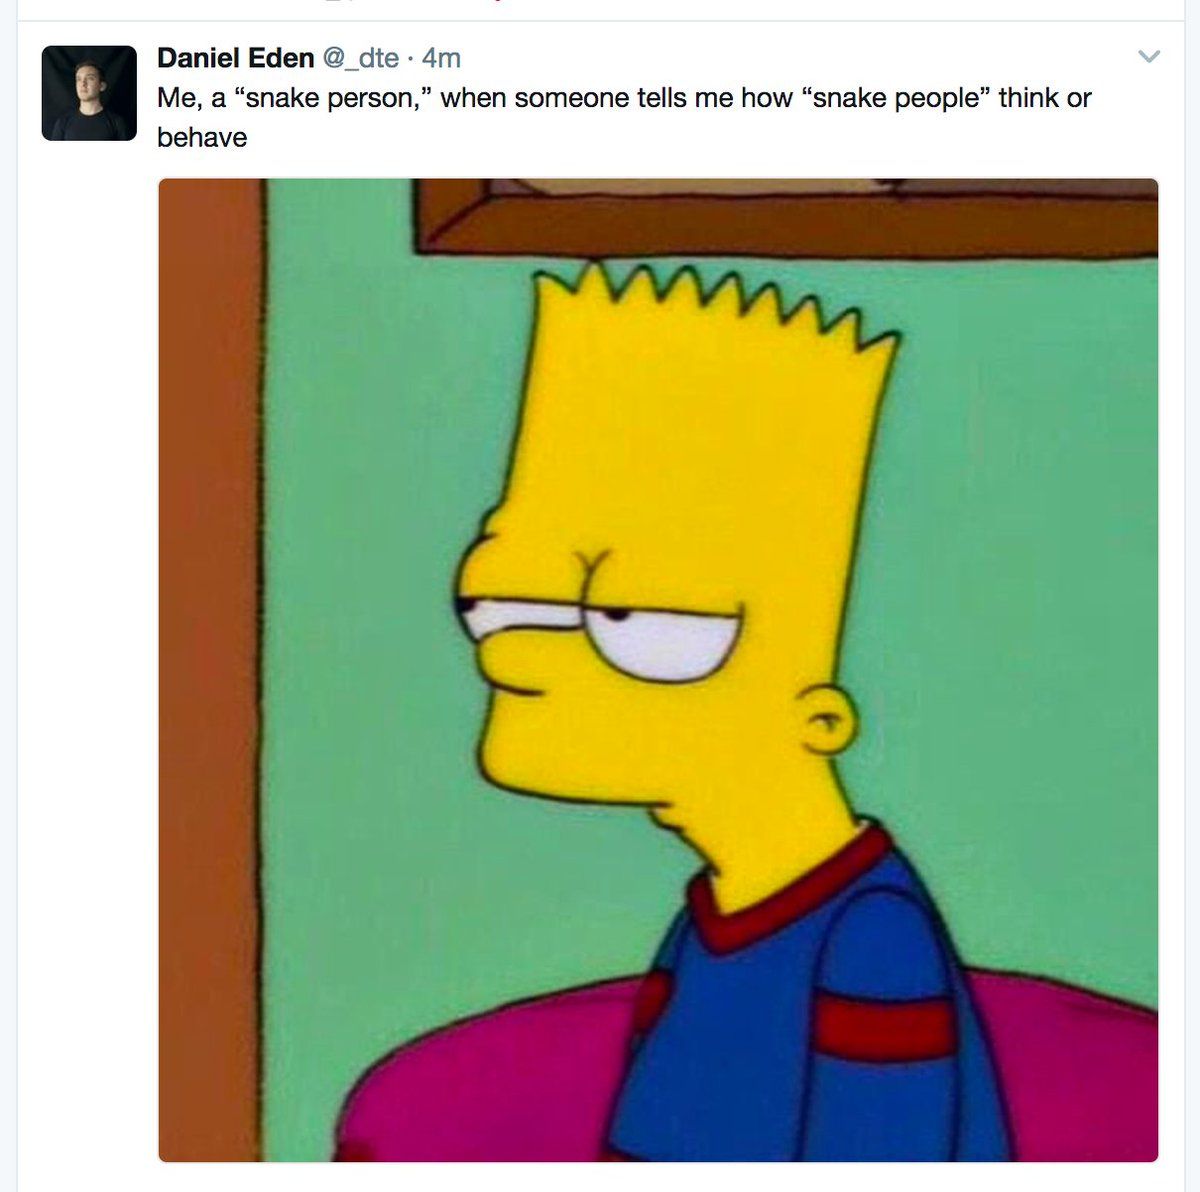 Daniel Eden @_dte · 4m
Me, a “snake person,” when someone tells me how “snake people” think or
behave